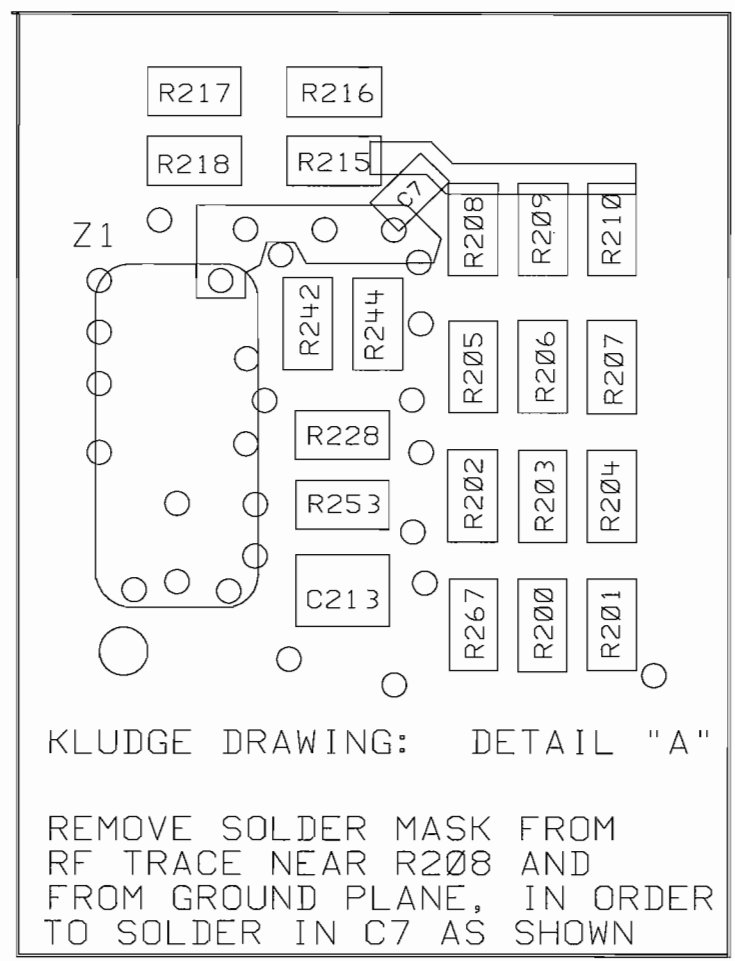 R217 R216
R218 R215
C7
Z1
R208 R209 R210
R242 R244
R205 R206 R207
R228
R202 R203 R204
R253
C213
R267 R200 R201
KLUDGE DRAWING: DETAIL "A"
REMOVE SOLDER MASK FROM
RF TRACE NEAR R208 AND
FROM GROUND PLANE, IN ORDER
TO SOLDER IN C7 AS SHOWN